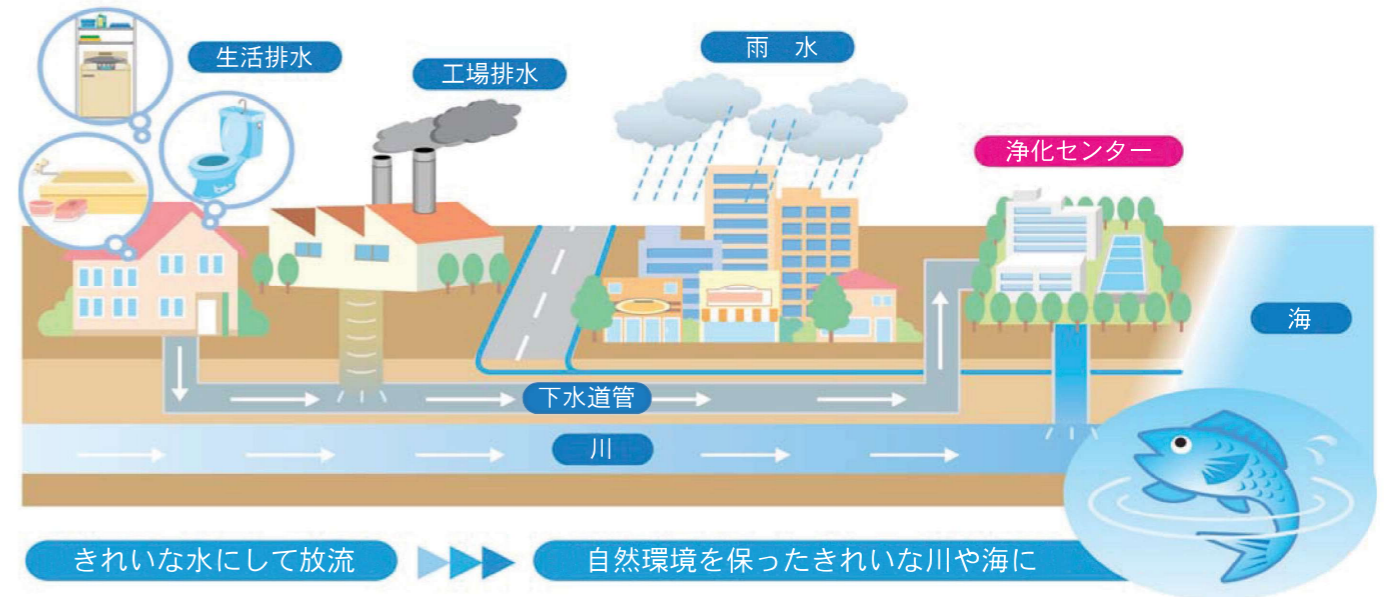 生活排水
工場排水
雨 水
浄化センター
海
下水道管
川
きれいな水にして放流
自然環境を保ったきれいな川や海に